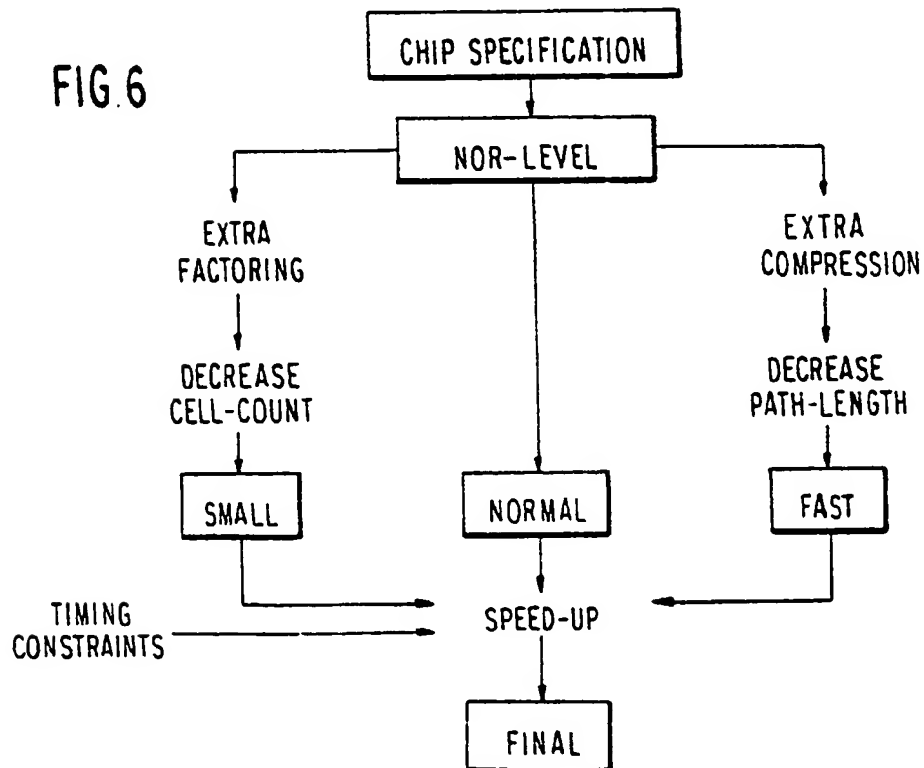 CHIP SPECIFICATION
FIG.6
NOR-LEVEL
EXTRA
FACTORING
EXTRA
COMPRESSION
DECREASE
CELL-COUNT
DECREASE
PATH-LENGTH
SMALL
NORMAL
FAST
TIMING
CONSTRAINTS
SPEED-UP
FINAL